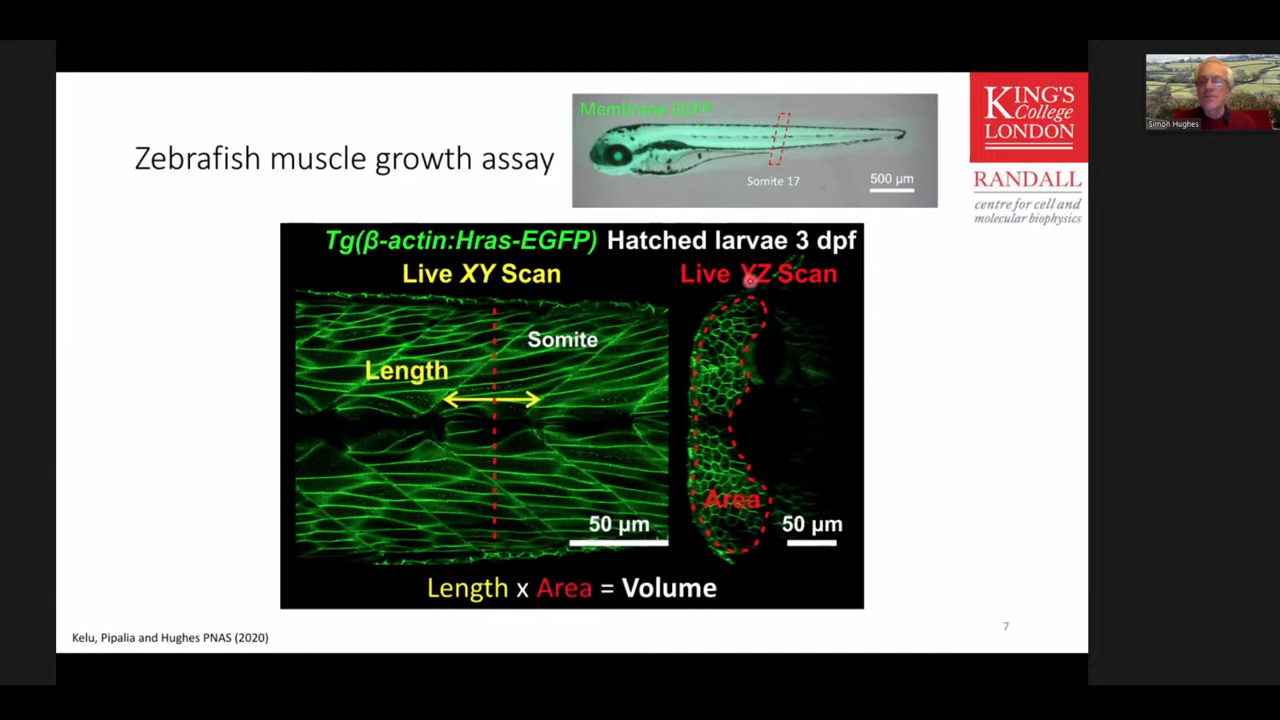 Zebrafish muscle growth assay
Membrane EGFP
Somite 17
500 µm
KING'S
College
LONDON
RANDALL
centre for cell and
molecular biophysics
Simon Hughes
Tg(β-actin:Hras-EGFP) Hatched larvae 3 dpf
Live XY Scan
Live YZ Scan
Somite
Length
Area
50 µm
50 µm
Length x Area = Volume
Kelu, Pipalia and Hughes PNAS (2020)
7